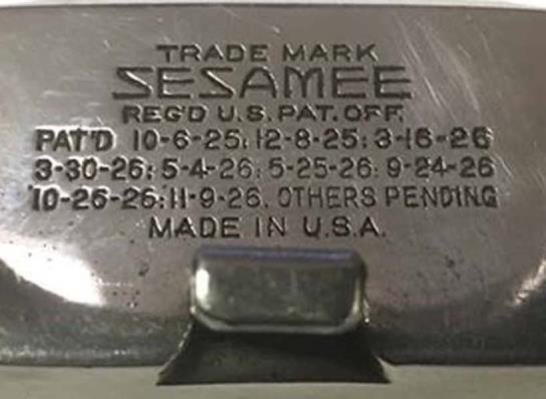 TRADE MARK
SESAMEE
REG'D U.S. PAT. OFF.
PAT'D 10-6-25; 12-8-25; 3-16-26
3-30-26; 5-4-26; 5-25-26; 9-24-26
10-26-26; 11-9-26. OTHERS PENDING
MADE IN U.S.A.